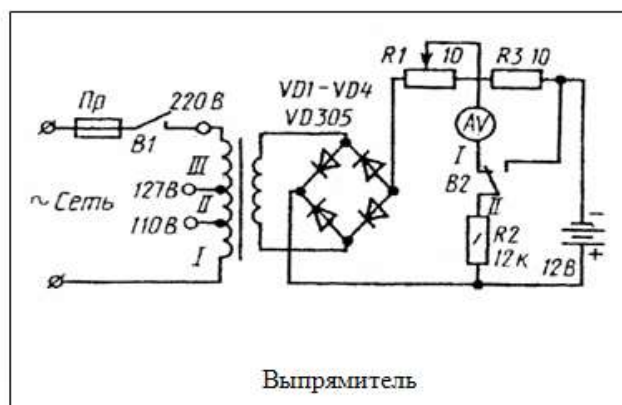 R1 10 R3 10
VD1-VD4
VD305
Пр
220 В
В1
AV
I
III
127В
В2
~ Сеть
II
II
110 В
R2
I
12 к
12 В
-
+
Выпрямитель